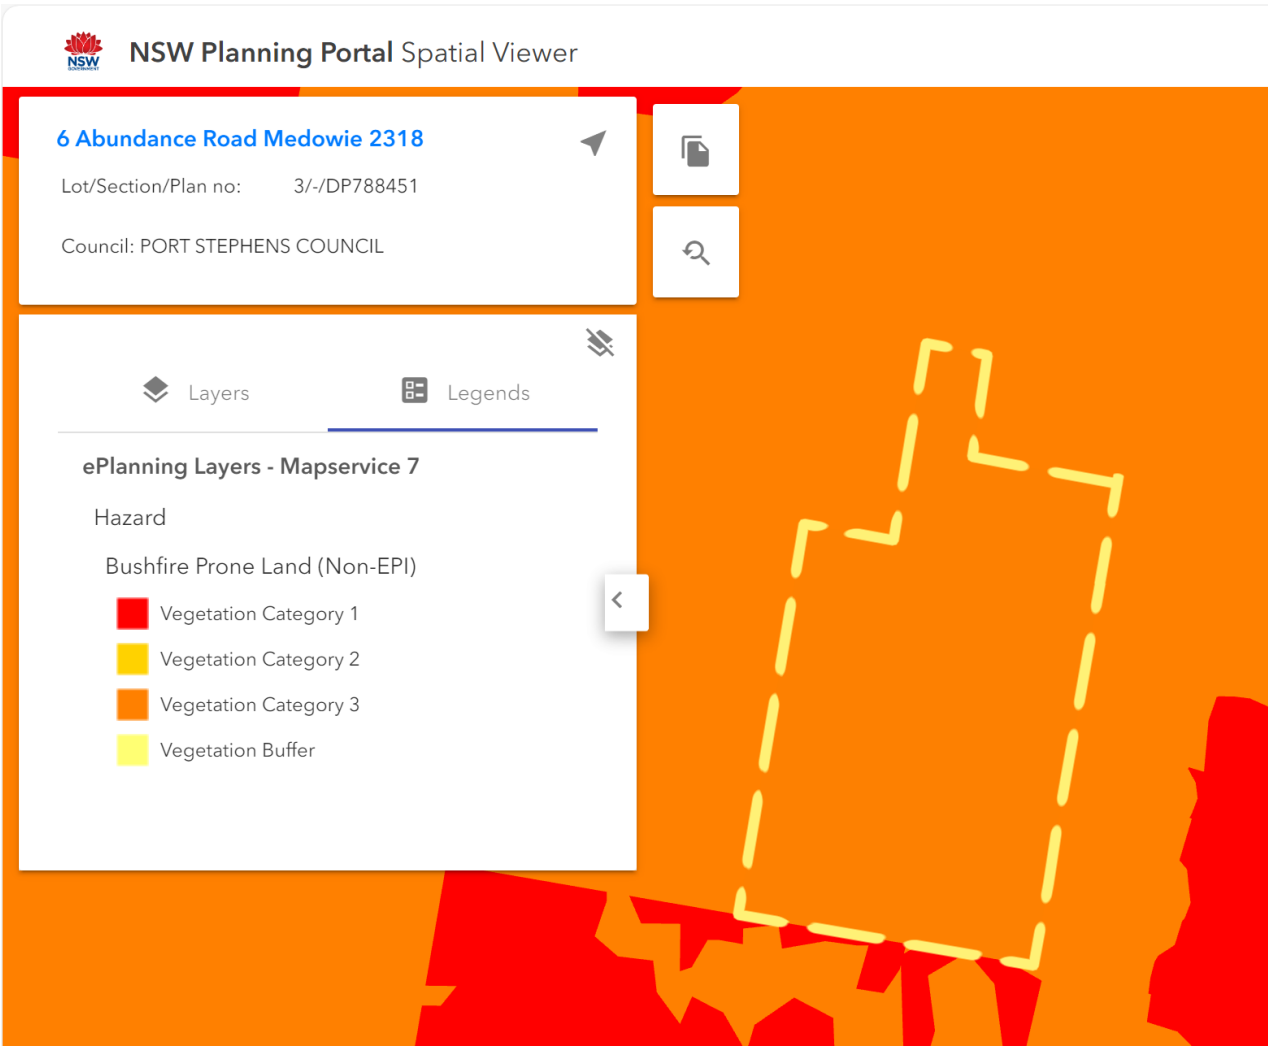 NSW
GOVERNMENT
NSW Planning Portal Spatial Viewer
6 Abundance Road Medowie 2318
Lot/Section/Plan no: 3/-/DP788451
Council: PORT STEPHENS COUNCIL
Layers
Legends
ePlanning Layers - Mapservice 7
Hazard
Bushfire Prone Land (Non-EPI)
Vegetation Category 1
Vegetation Category 2
Vegetation Category 3
Vegetation Buffer